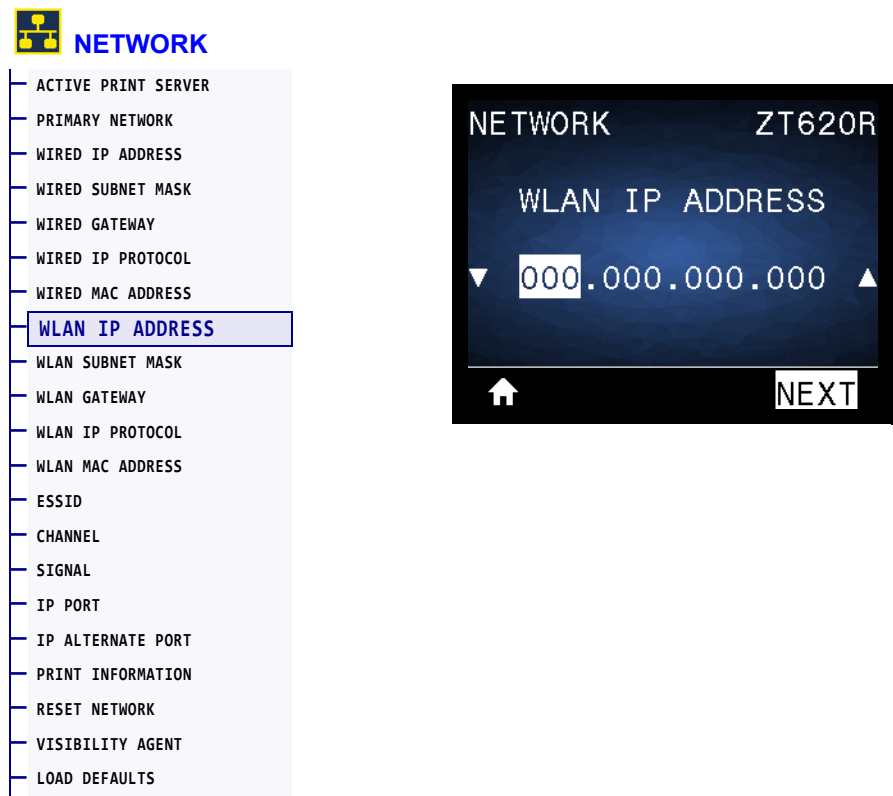 NETWORK
ACTIVE PRINT SERVER
PRIMARY NETWORK
WIRED IP ADDRESS
WIRED SUBNET MASK
WIRED GATEWAY
WIRED IP PROTOCOL
WIRED MAC ADDRESS
WLAN IP ADDRESS
WLAN SUBNET MASK
WLAN GATEWAY
WLAN IP PROTOCOL
WLAN MAC ADDRESS
ESSID
CHANNEL
SIGNAL
IP PORT
IP ALTERNATE PORT
PRINT INFORMATION
RESET NETWORK
VISIBILITY AGENT
LOAD DEFAULTS
NETWORK ZT620R
WLAN IP ADDRESS
000.000.000.000
NEXT